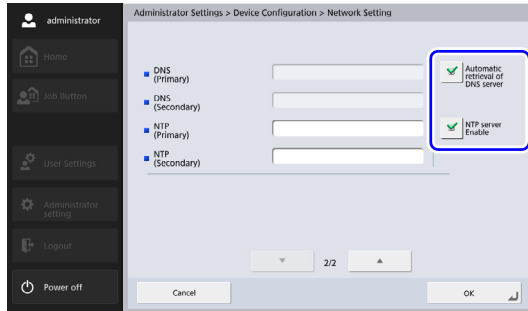 administrator
Administrator Settings > Device Configuration > Network Setting
Home
Job Button
User Settings
Administrator
setting
Logout
Power off
DNS
(Primary)
DNS
(Secondary)
NTP
(Primary)
NTP
(Secondary)
Automatic
retrieval of
DNS server
NTP server
Enable
2/2
Cancel
OK